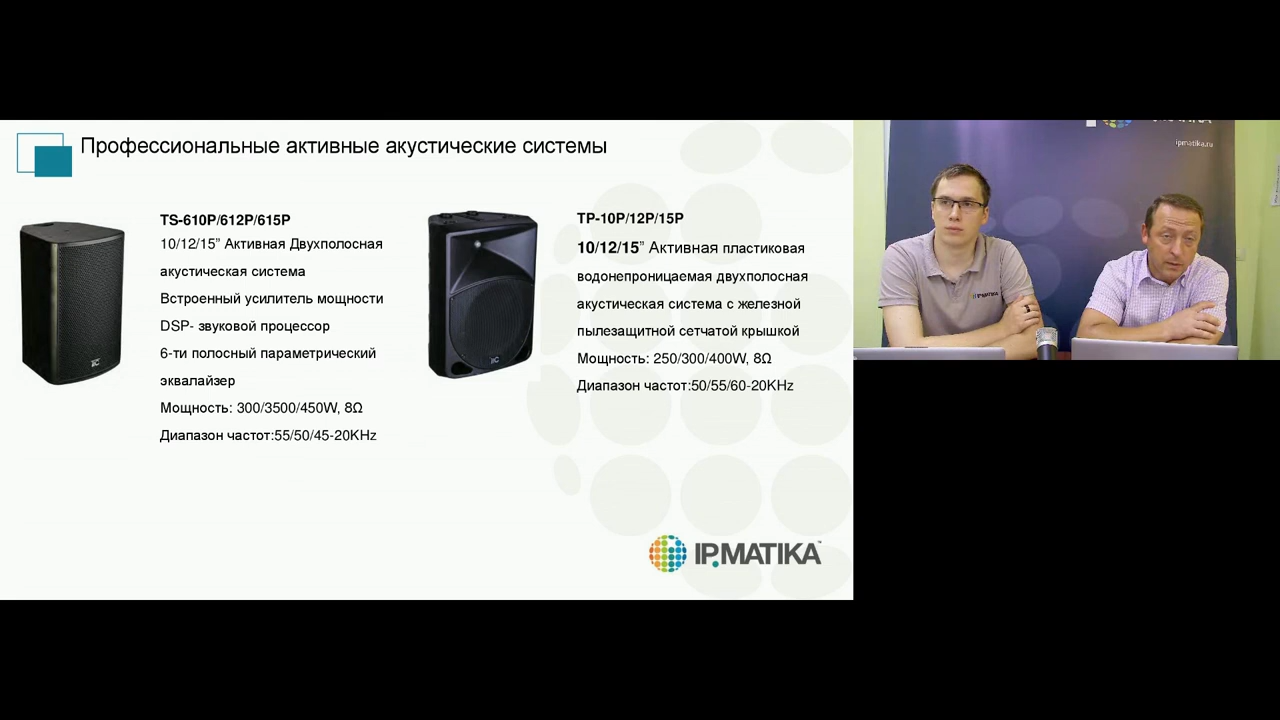 Профессиональные активные акустические системы
TS-610P/612P/615P
10/12/15” Активная Двухполосная
акустическая система
Встроенный усилитель мощности
DSP- звуковой процессор
6-ти полосный параметрический
эквалайзер
Мощность: 300/3500/450W, 8Ω
Диапазон частот:55/50/45-20KHz
TP-10P/12P/15P
10/12/15” Активная пластиковая
водонепроницаемая двухполосная
акустическая система с железной
пылезащитной сетчатой крышкой
Мощность: 250/300/400W, 8Ω
Диапазон частот:50/55/60-20KHz
IPMATIKA™
ipmatika.ru
IPMATIKA